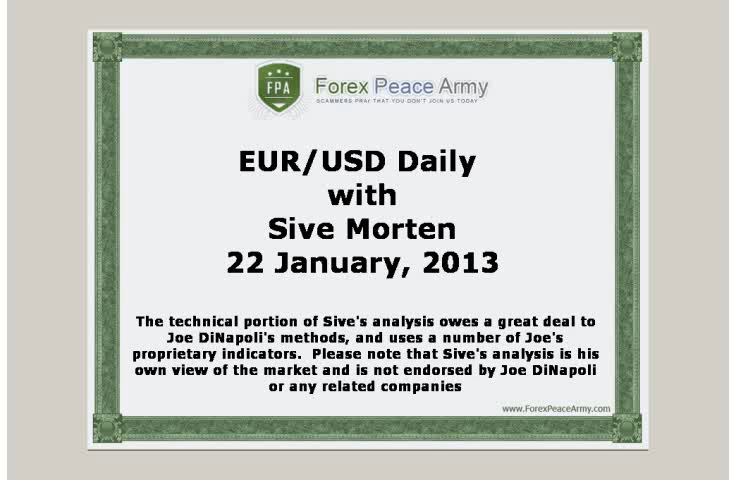 FPA
Forex Peace Army
SCAMMERS PRAY THAT YOU DON'T JOIN US TODAY
EUR/USD Daily
with
Sive Morten
22 January, 2013
The technical portion of Sive's analysis owes a great deal to
Joe DiNapoli's methods, and uses a number of Joe's
proprietary indicators.  Please note that Sive's analysis is his
own view of the market and is not endorsed by Joe DiNapoli
or any related companies
www.ForexPeaceArmy.com